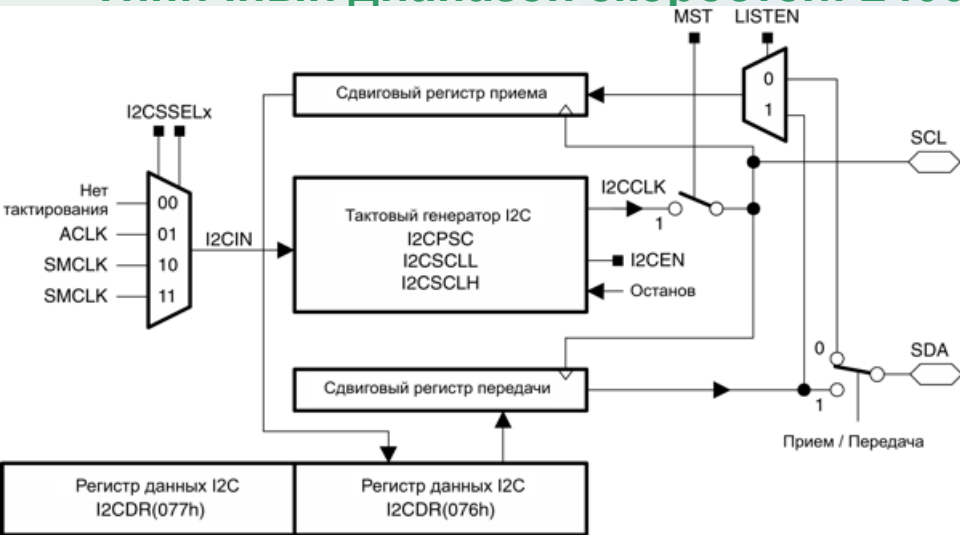 MST
LISTEN
Сдвиговый регистр приема
0
1
I2CSSELx
SCL
Нет
тактирования
00
ACLK
01
I2CIN
SMCLK
10
SMCLK
11
Тактовый генератор I2C
I2CPSC
I2CSCLL
I2CSCLH
I2CCLK
1
I2CEN
Останов
0
SDA
1
Сдвиговый регистр передачи
Прием / Передача
Регистр данных I2C
I2CDR(077h)
Регистр данных I2C
I2CDR(076h)